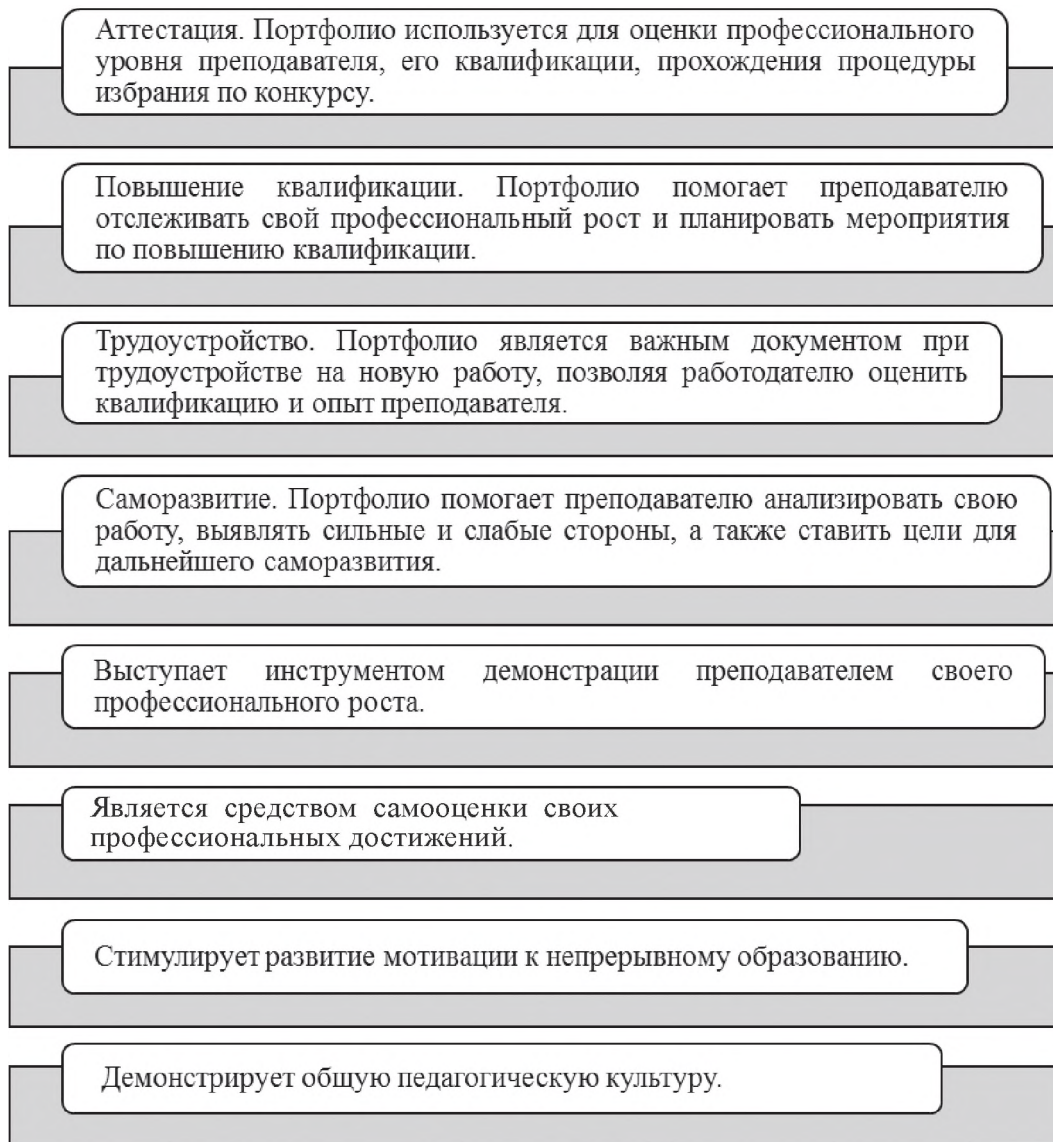 Аттестация. Портфолио используется для оценки профессионального
уровня преподавателя, его квалификации, прохождения процедуры
избрания по конкурсу.
Повышение квалификации. Портфолио помогает преподавателю
отслеживать свой профессиональный рост и планировать мероприятия
по повышению квалификации.
Трудоустройство. Портфолио является важным документом при
трудоустройстве на новую работу, позволяя работодателю оценить
квалификацию и опыт преподавателя.
Саморазвитие. Портфолио помогает преподавателю анализировать свою
работу, выявлять сильные и слабые стороны, а также ставить цели для
дальнейшего саморазвития.
Выступает инструментом демонстрации преподавателем своего
профессионального роста.
Является средством самооценки своих
профессиональных достижений.
Стимулирует развитие мотивации к непрерывному образованию.
Демонстрирует общую педагогическую культуру.